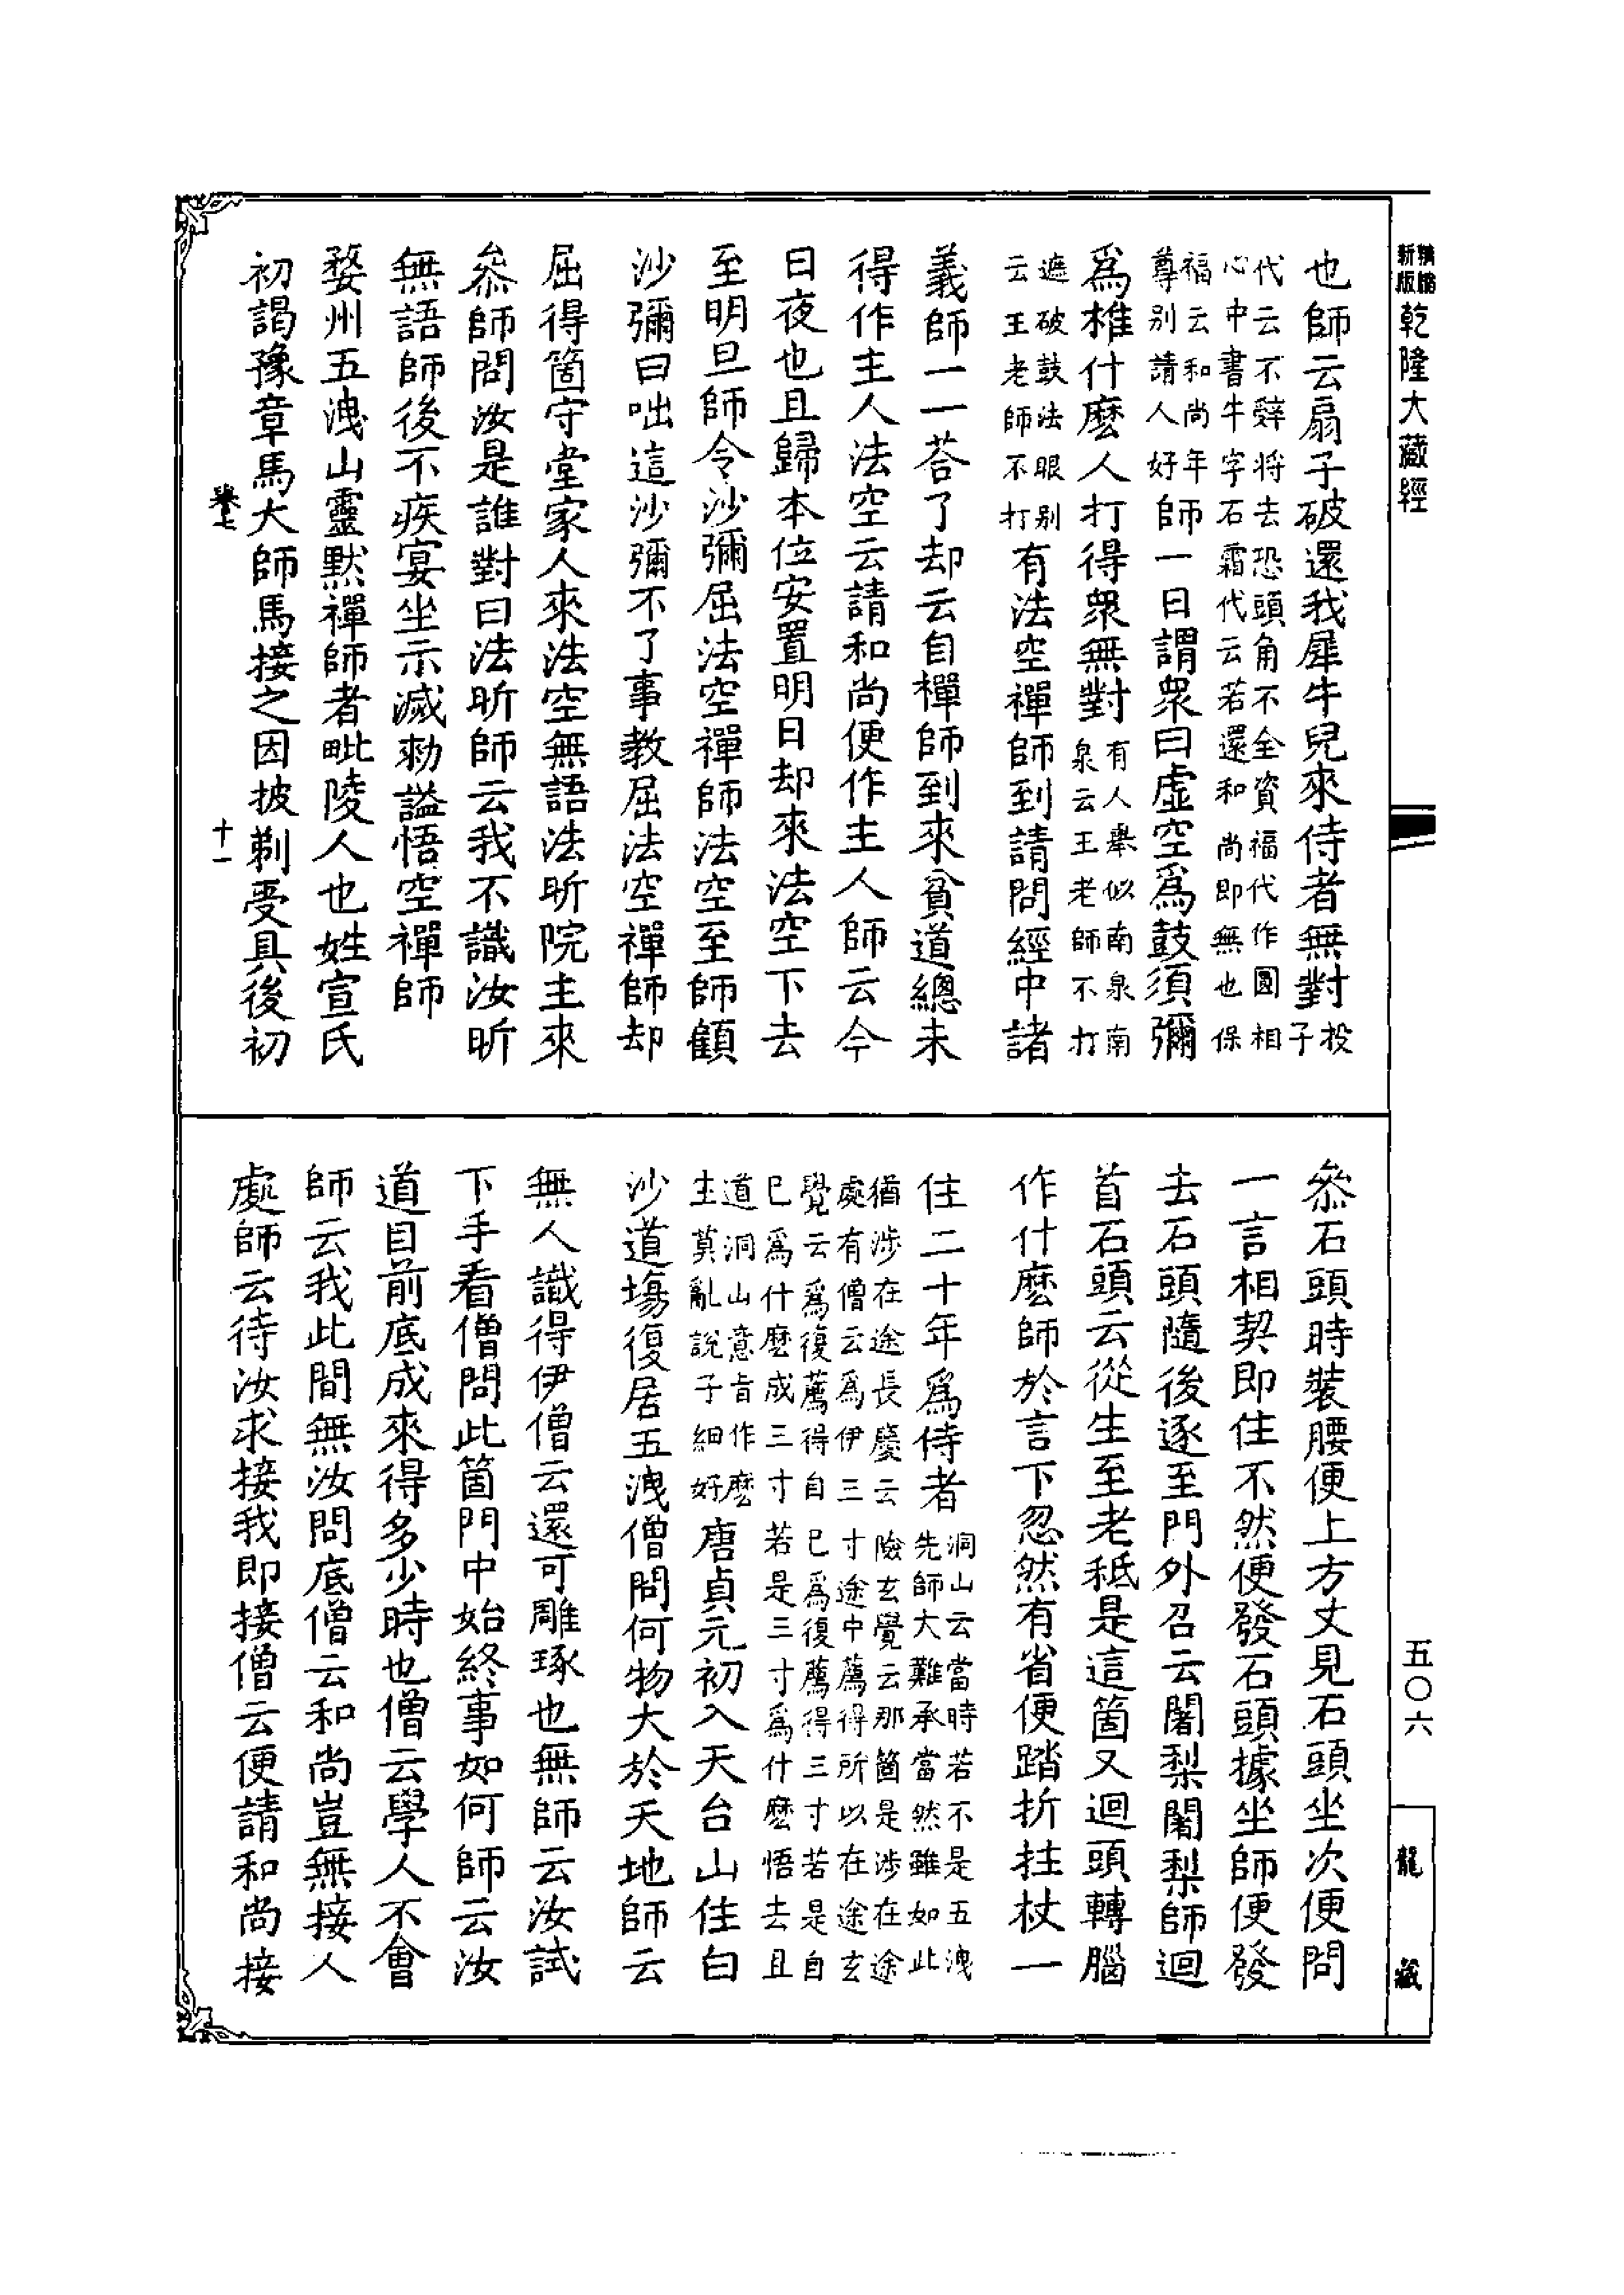 精縮
新版
乾隆大藏經
五〇六
龍藏
也師云扇子破還我犀牛兒來侍者無對投
子
代云不辭将去恐頭角不全資福代作圓相
心中書牛字石霜代云若還和尚即無也保
福云和尚年
尊别請人好
師一日謂衆曰虛空爲鼓須彌
爲椎什麽人打得衆無對有人舉似南泉南
泉云王老師不打
遮破鼓法眼别
云王老師不打
有法空禪師到請問經中諸
義師一一荅了却云自禪師到來貧道總未
得作主人法空云請和尚便作主人師云今
日夜也且歸本位安置明日却來法空下去
至明旦師令沙彌屈法空禪師法空至師顧
沙彌曰咄這沙彌不了事教屈法空禪師却
屈得箇守堂家人來法空無語法昕院主來
叅師問汝是誰對曰法昕師云我不識汝昕
無語師後不疾宴坐示滅勑謚悟空禪師
婺州五洩山靈默禪師者毗陵人也姓宣氏
初謁豫章馬大師馬接之因披剃受具後初
卷七
十一
叅石頭時裝腰便上方丈見石頭坐次便問
一言相契即住不然便發石頭據坐師便發
去石頭隨後逐至門外召云闍梨闍梨師迴
首石頭云從生至老秪是這箇又迴頭轉腦
作什麽師於言下忽然有省便踏折拄杖一
住二十年爲侍者
洞山云當時若不是五洩
先師大難承當然雖如此
猶涉在途長慶云險玄覺云那箇是涉在途
處有僧云爲伊三寸途中薦得所以在途玄
覺云爲復薦得自巳爲復薦得三寸若是自
巳爲什麽成三寸若是三寸爲什麽悟去且
道洞山意旨作麽
生莫亂說子細好
唐貞元初入天台山住白
沙道場復居五洩僧問何物大於天地師云
無人識得伊僧云還可雕琢也無師云汝試
下手看僧問此箇門中始終事如何師云汝
道目前底成來得多少時也僧云學人不會
師云我此間無汝問底僧云和尚豈無接人
處師云待汝求接我即接僧云便請和尚接